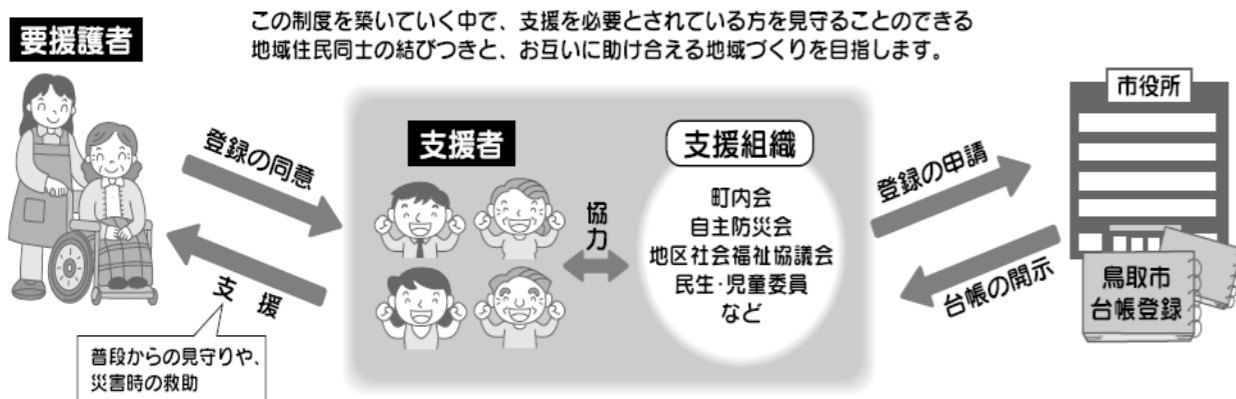 この制度を築いていく中で、支援を必要とされている方を見守ることのできる
地域住民同士の結びつきと、お互いに助け合える地域づくりを目指します。
要援護者
登録の同意
支援
普段からの見守りや、
災害時の救助
支援者
協力
支援組織
町内会
自主防災会
地区社会福祉協議会
民生・児童委員
など
登録の申請
台帳の開示
市役所
鳥取市
台帳登録